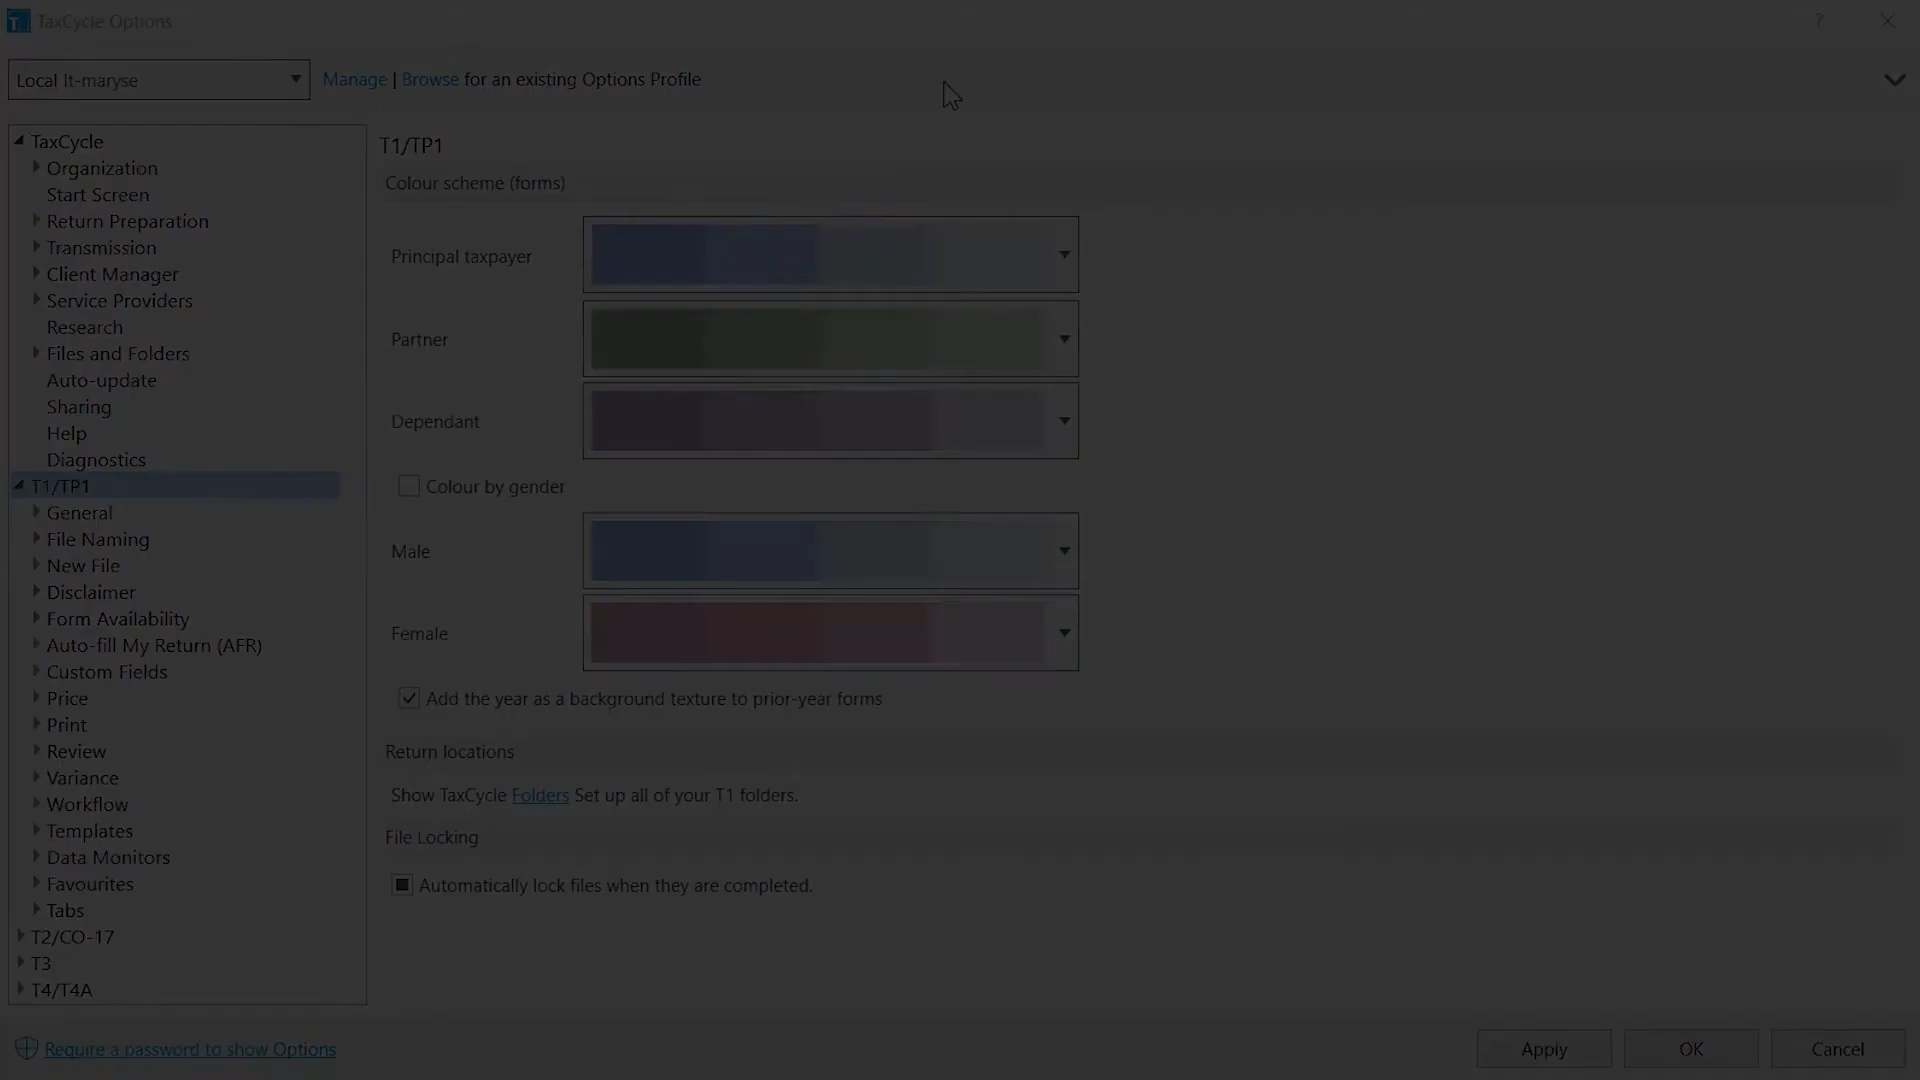 TaxCycle Options
?
Local lt-maryse
Manage | Browse for an existing Options Profile
TaxCycle
Organization
Start Screen
Return Preparation
Transmission
Client Manager
Service Providers
Research
Files and Folders
Auto-update
Sharing
Help
Diagnostics
T1/TP1
General
File Naming
New File
Disclaimer
Form Availability
Auto-fill My Return (AFR)
Custom Fields
Price
Print
Review
Variance
Workflow
Templates
Data Monitors
Favourites
Tabs
T2/CO-17
T3
T4/T4A
T1/TP1
Colour scheme (forms)
Principal taxpayer
Partner
Dependant
Colour by gender
Male
Female
Add the year as a background texture to prior-year forms
Return locations
Show TaxCycle Folders Set up all of your T1 folders.
File Locking
Automatically lock files when they are completed.
Require a password to show Options
Apply
OK
Cancel